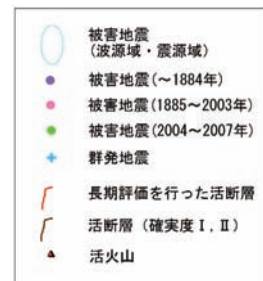 被害地震
(波源域・震源域)
被害地震(～1884年)
被害地震(1885～2003年)
被害地震(2004～2007年)
群発地震
長期評価を行った活断層
活断層（確実度Ⅰ,Ⅱ）
活火山